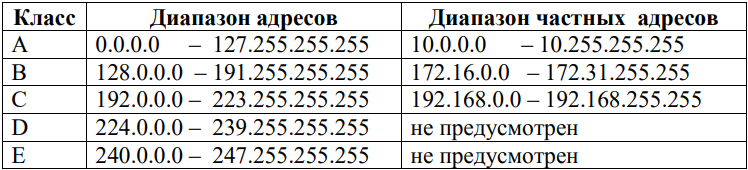 Класс Диапазон адресов Диапазон частных адресов
A 0.0.0.0 – 127.255.255.255 10.0.0.0 – 10.255.255.255
B 128.0.0.0 – 191.255.255.255 172.16.0.0 – 172.31.255.255
C 192.0.0.0 – 223.255.255.255 192.168.0.0 – 192.168.255.255
D 224.0.0.0 – 239.255.255.255 не предусмотрен
E 240.0.0.0 – 247.255.255.255 не предусмотрен